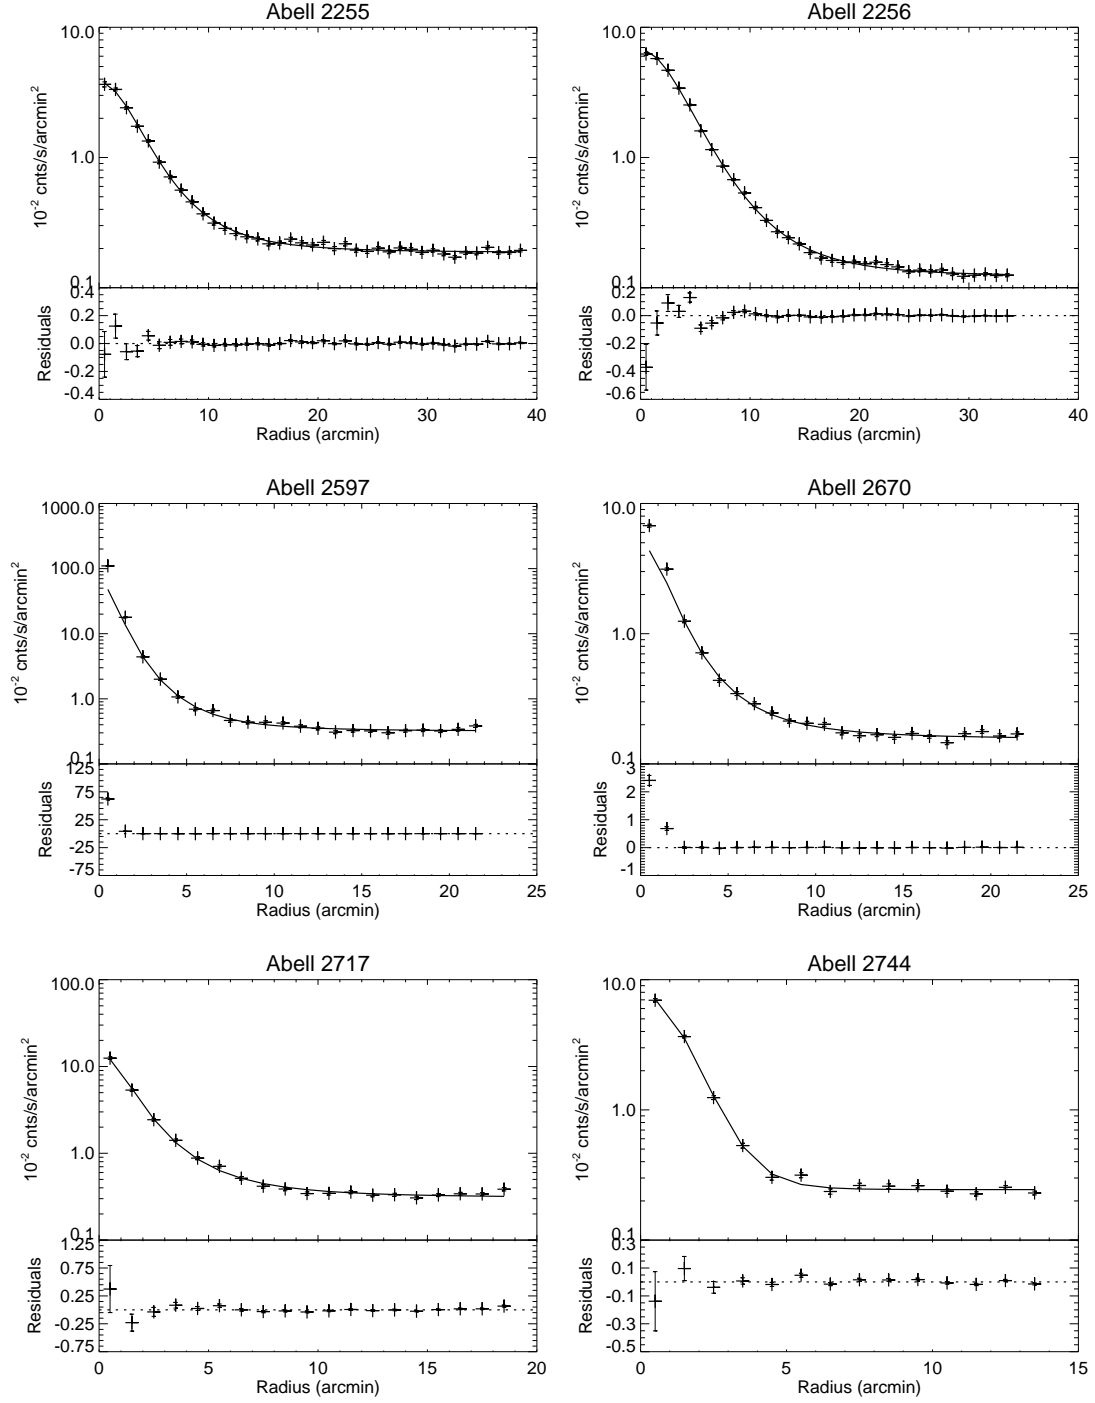 Abell 2255
10.0
1.0
0.1
10-2 cnts/s/arcmin2
0.4
0.2
0.0
-0.2
-0.4
Residuals
0 10 20 30 40
Radius (arcmin)
Abell 2256
10.0
1.0
0.1
10-2 cnts/s/arcmin2
0.2
0.0
-0.2
-0.4
-0.6
Residuals
0 10 20 30 40
Radius (arcmin)
Abell 2597
1000.0
100.0
10.0
1.0
0.1
10-2 cnts/s/arcmin2
125
75
25
-25
-75
Residuals
0 5 10 15 20 25
Radius (arcmin)
Abell 2670
10.0
1.0
0.1
10-2 cnts/s/arcmin2
3
2
1
0
-1
Residuals
0 5 10 15 20 25
Radius (arcmin)
Abell 2717
100.0
10.0
1.0
0.1
10-2 cnts/s/arcmin2
1.25
0.75
0.25
-0.25
-0.75
Residuals
0 5 10 15 20
Radius (arcmin)
Abell 2744
10.0
1.0
0.1
10-2 cnts/s/arcmin2
0.3
0.1
-0.1
-0.3
-0.5
Residuals
0 5 10 15
Radius (arcmin)